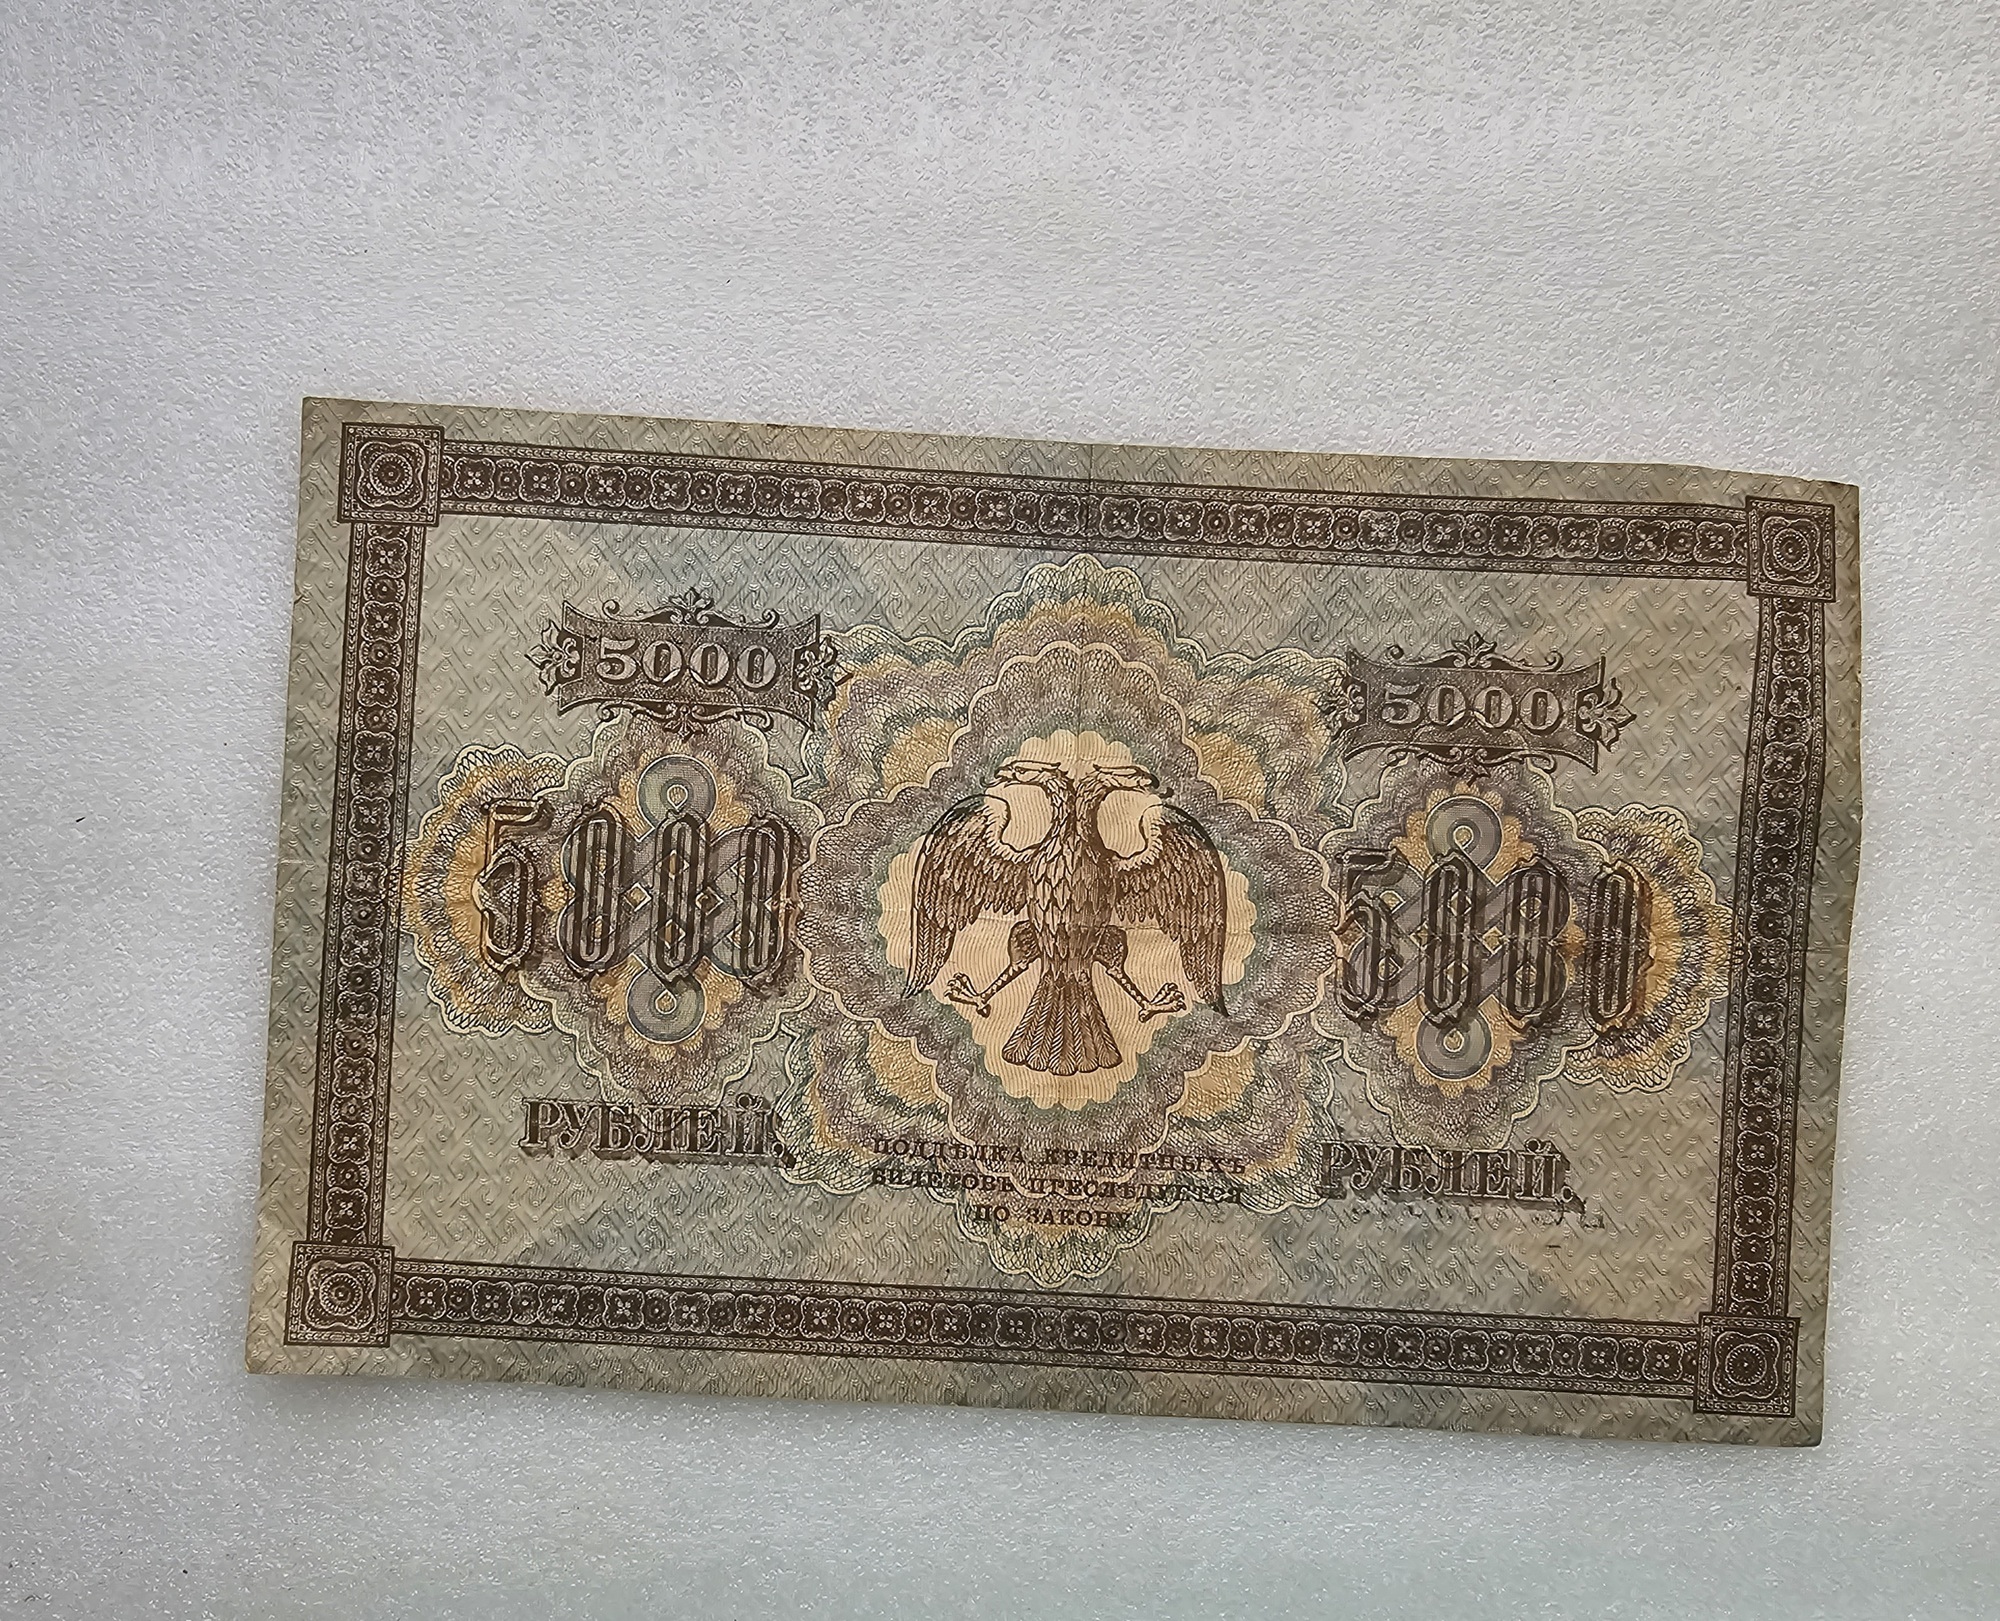 5000
5000
5000
5000
РУБЛЕЙ.
РУБЛЕЙ.
ПОДДѢЛКА КРЕДИТНЫХЪ
БИЛЕТОВЪ ПРЕСЛѢДУЕТСЯ
ПО ЗАКОНУ.